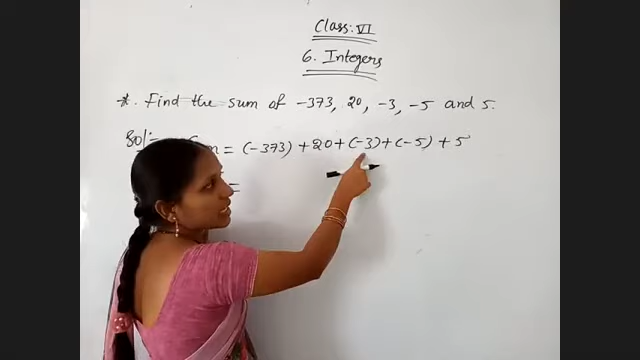 Class: VI
6. Integers
*. Find the sum of -373, 20, -3, -5 and 5.
Sol:- = (-373) + 20 + (-3) + (-5) + 5
=